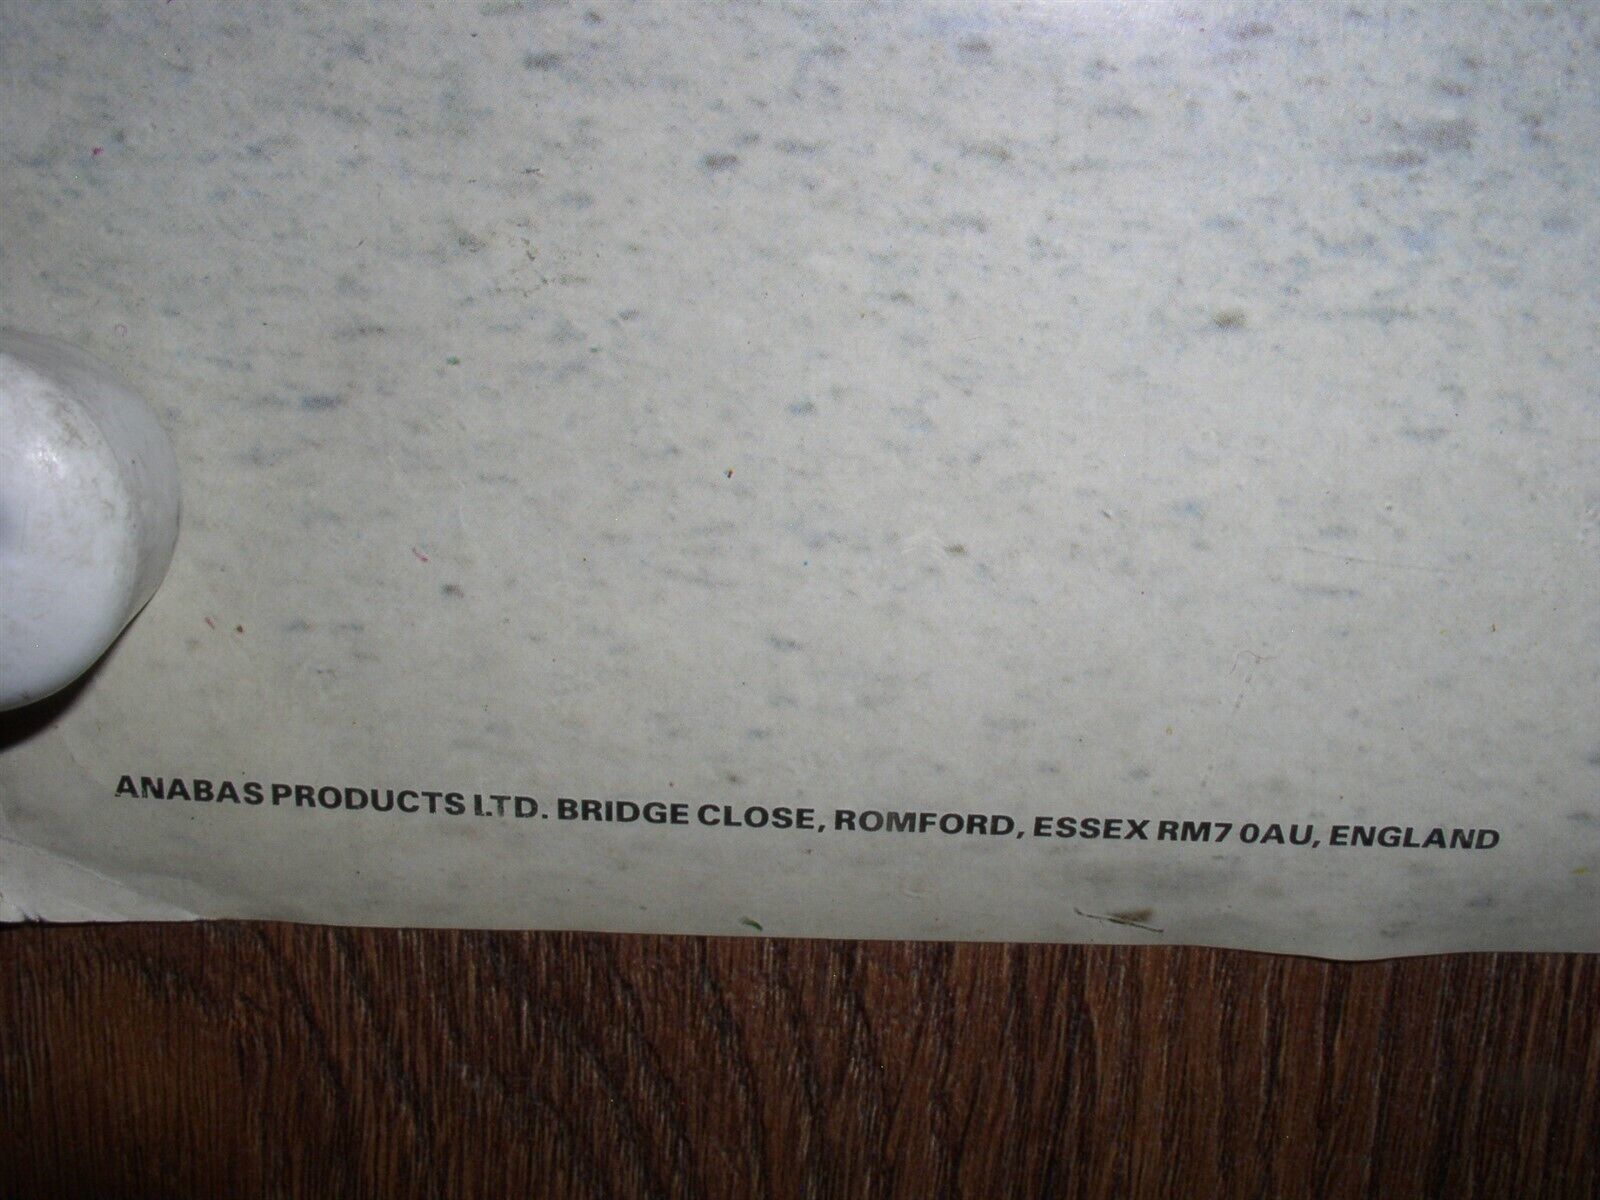 ANABAS PRODUCTS LTD. BRIDGE CLOSE, ROMFORD, ESSEX RM7 0AU, ENGLAND